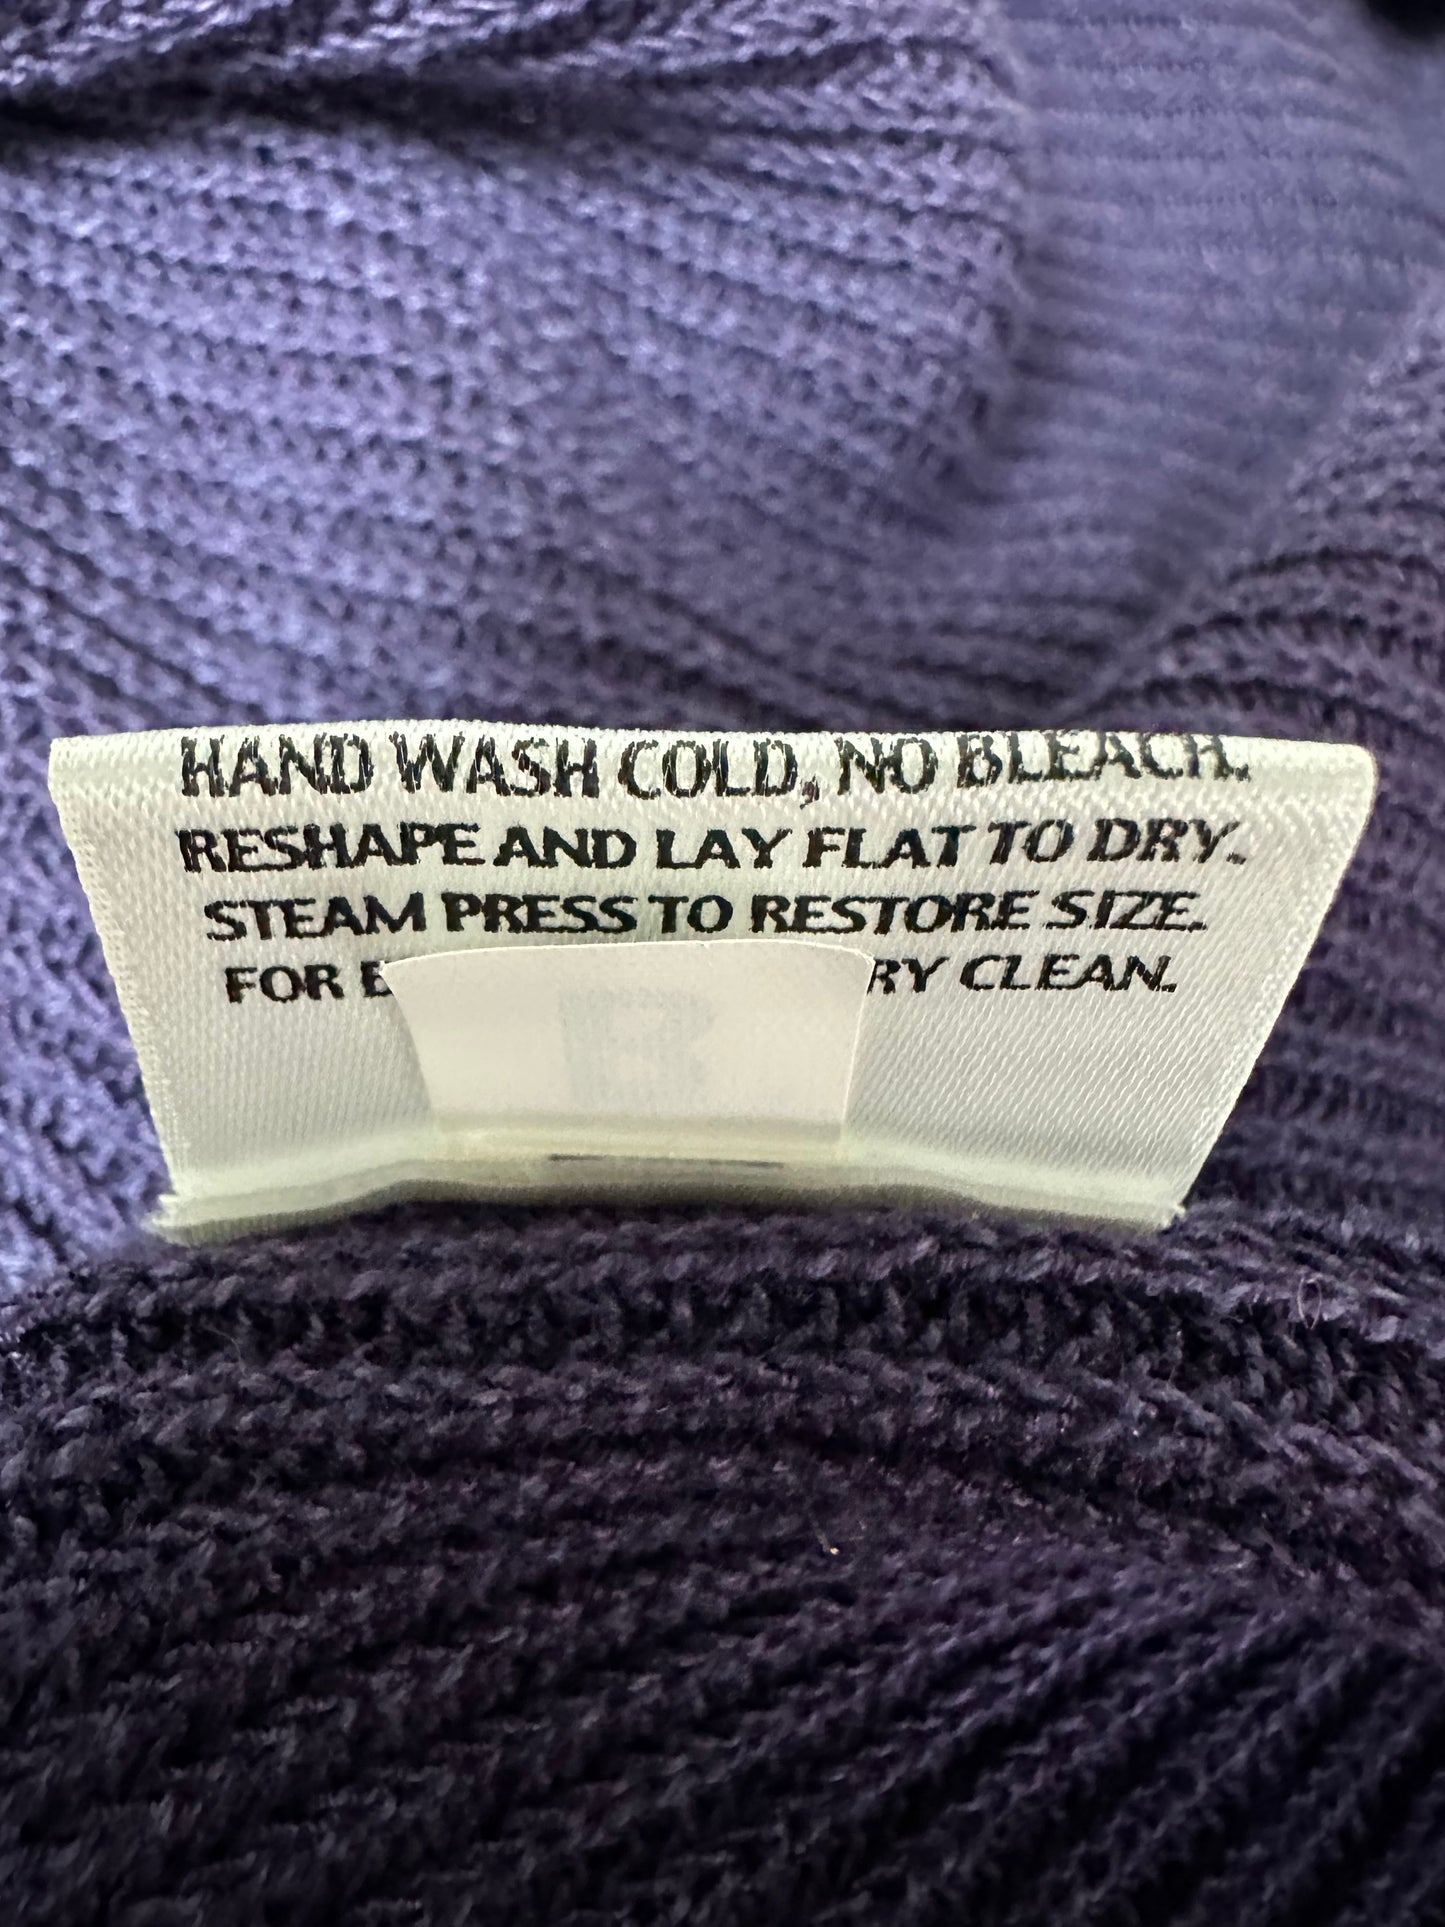 HAND WASH COLD, NO BLEACH.
RESHAPE AND LAY FLAT TO DRY.
STEAM PRESS TO RESTORE SIZE.
FOR RY CLEAN.